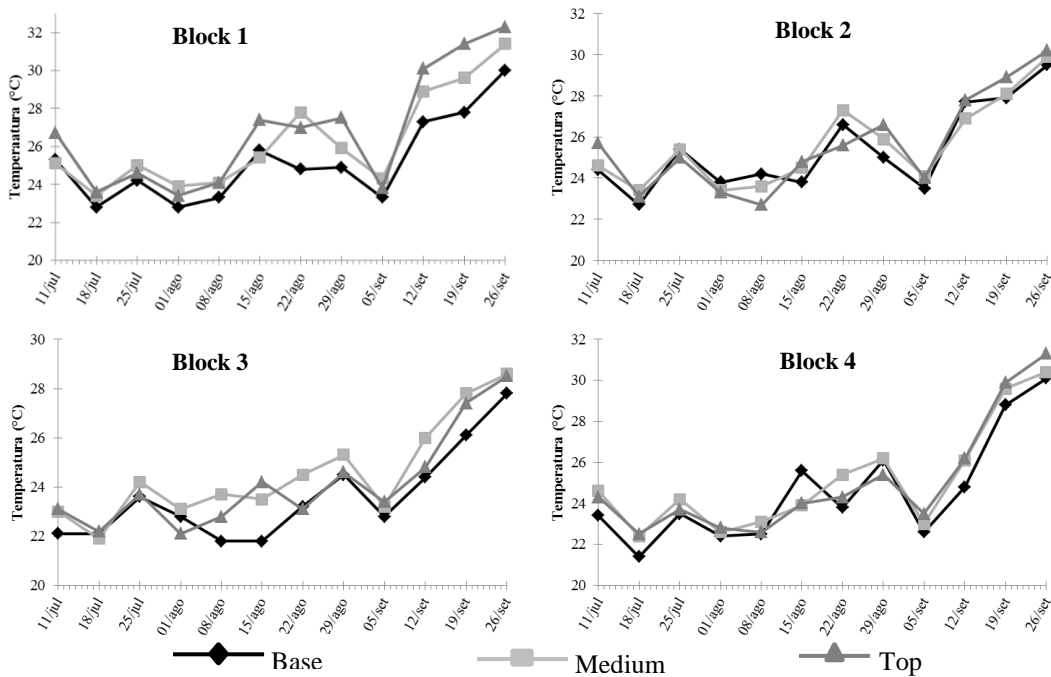 Block 1
Temperaatura (°C)
32
30
28
26
24
22
20
11/jul
18/jul
25/jul
01/ago
08/ago
15/ago
22/ago
29/ago
05/set
12/set
19/set
26/set
Block 2
Temperatura (°C)
32
30
28
26
24
22
20
11/jul
18/jul
25/jul
01/ago
08/ago
15/ago
22/ago
29/ago
05/set
12/set
19/set
26/set
Block 3
Temperatura (°C)
30
28
26
24
22
20
11/jul
18/jul
25/jul
01/ago
08/ago
15/ago
22/ago
29/ago
05/set
12/set
19/set
26/set
Block 4
Temperatura (°C)
32
30
28
26
24
22
20
11/jul
18/jul
25/jul
01/ago
08/ago
15/ago
22/ago
29/ago
05/set
12/set
19/set
26/set
Base
Medium
Top